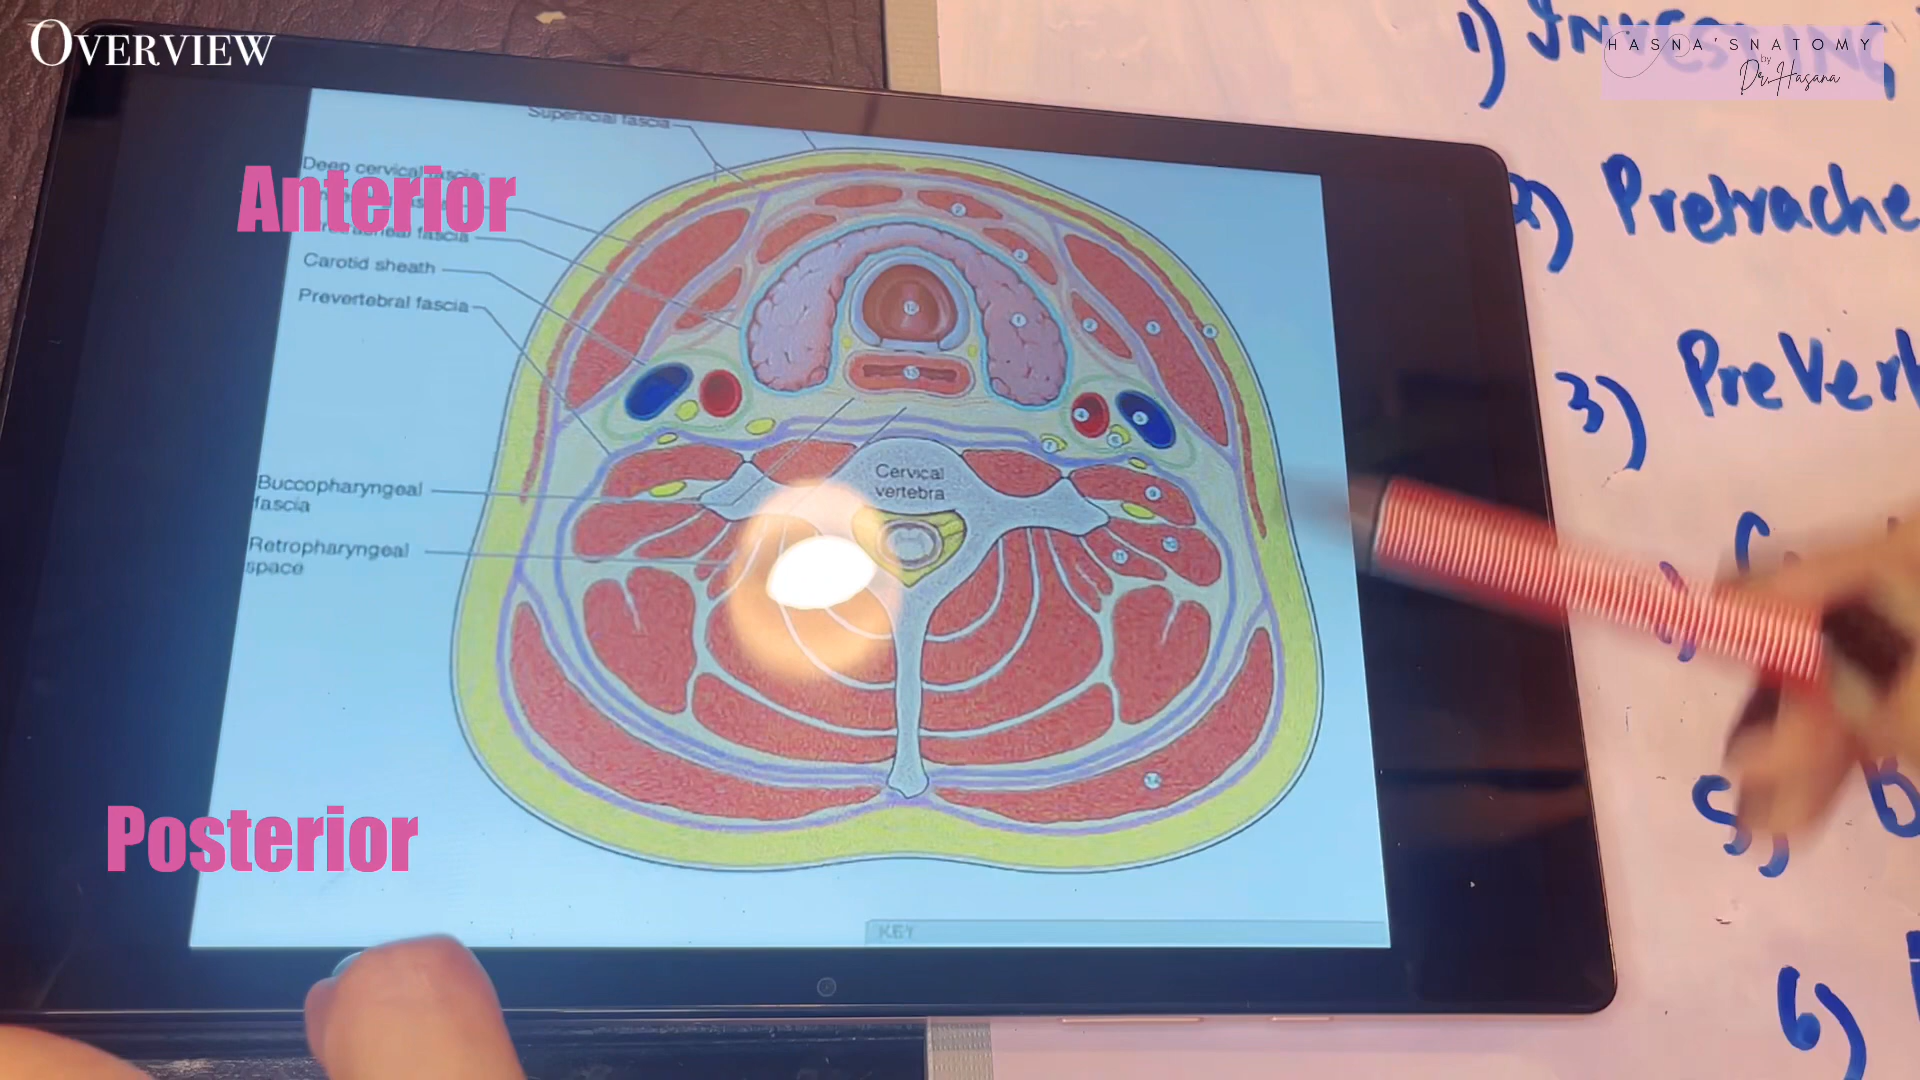 OVERVIEW
HASNA'SNATOMY
by
Dr.Hasana
Superficial fascia
Deep cervical fascia:
Anterior
Carotid sheath
Prevertebral fascia
Buccopharyngeal
fascia
Retropharyngeal
space
Cervical
vertebra
Posterior
KEY
1)
2) Pretrache
3) PreVert
5)
6)